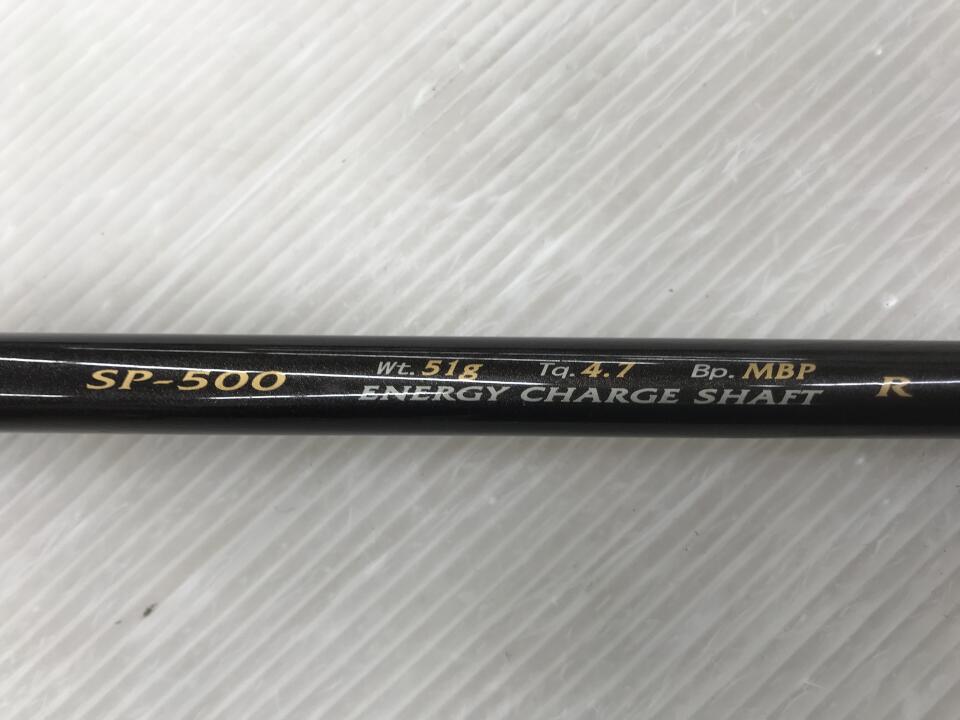 SP-500 Wt. 51g Tq. 4.7 Bp. MBP R
ENERGY CHARGE SHAFT